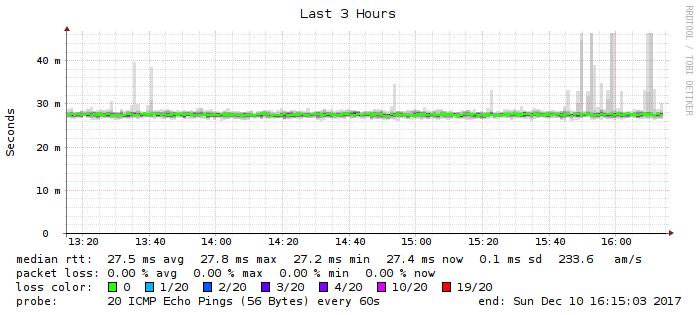 Last 3 Hours
RRDTOOL / TOBI OETIKER
Seconds
40 m
30 m
20 m
10 m
0
13:20 13:40 14:00 14:20 14:40 15:00 15:20 15:40 16:00
median rtt: 27.5 ms avg 27.8 ms max 27.2 ms min 27.4 ms now 0.1 ms sd 233.6 am/s
packet loss: 0.00 % avg 0.00 % max 0.00 % min 0.00 % now
loss color: 0 1/20 2/20 3/20 4/20 10/20 19/20
probe: 20 ICMP Echo Pings (56 Bytes) every 60s end: Sun Dec 10 16:15:03 2017